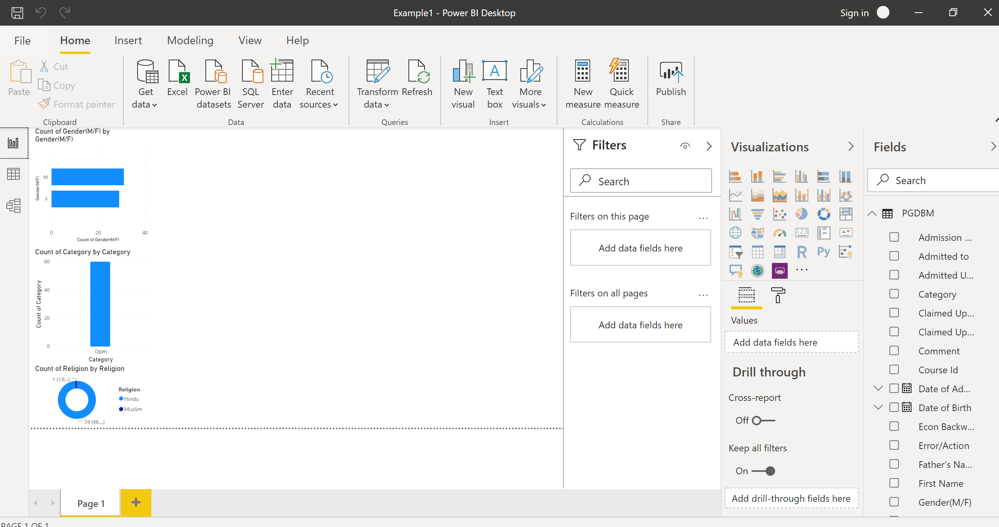 Example1 - Power BI Desktop
Sign in
File
Home
Insert
Modeling
View
Help
Paste
Cut
Copy
Format painter
Clipboard
Get data
Excel
Power BI datasets
SQL Server
Enter data
Recent sources
Data
Transform data
Refresh
Queries
New visual
Text box
More visuals
Insert
New measure
Quick measure
Calculations
Publish
Share
Count of Gender(M/F) by
Gender(M/F)
Gender(M/F)
M
F
0 20 40
Count of Gender(M/F)
Count of Category by Category
Count of Category
60
40
20
0
Open
Category
Count of Religion by Religion
1 (1.6...)
59 (98....)
Religion
Hindu
Muslim
Page 1
PAGE 1 OF 1
Filters
Search
Filters on this page ...
Add data fields here
Filters on all pages ...
Add data fields here
Visualizations
123
R
Py
...
Values
Add data fields here
Drill through
Cross-report
Off
Keep all filters
On
Add drill-through fields here
Fields
Search
PGDBM
Admission ...
Admitted to
Admitted U...
Category
Claimed Up...
Claimed Up...
Comment
Course Id
Date of Ad...
Date of Birth
Econ Backw...
Error/Action
Father's Na...
First Name
Gender(M/F)